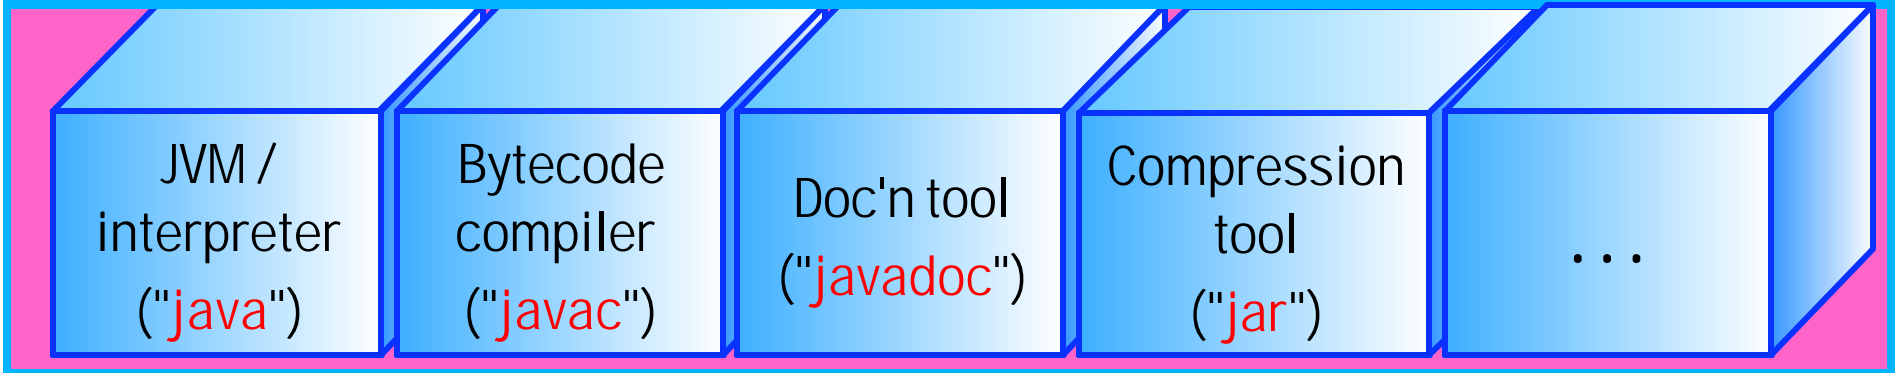 JVM /
interpreter
("java")
Bytecode
compiler
("javac")
Doc'n tool
("javadoc")
Compression
tool
("jar")
...